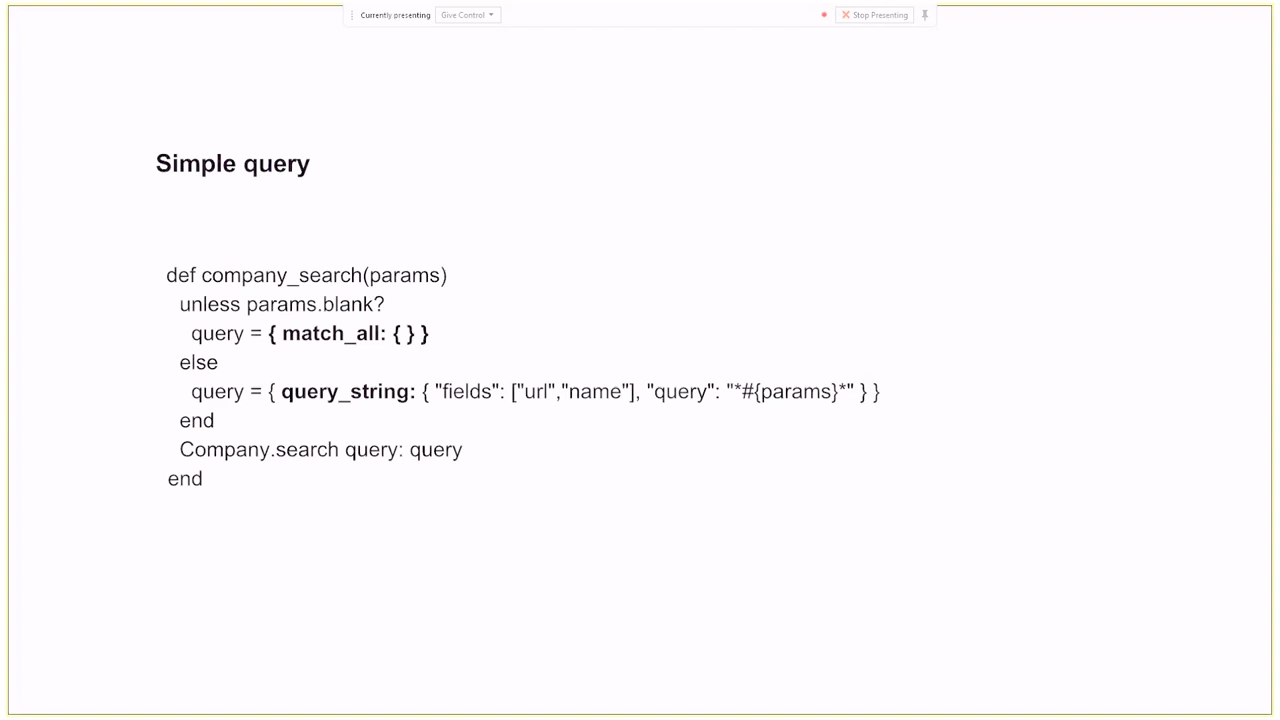 Currently presenting Give Control Stop Presenting
Simple query
def company_search(params)
unless params.blank?
query = { match_all: { } }
else
query = { query_string: { "fields": ["url","name"], "query": "*#{params}*" } }
end
Company.search query: query
end